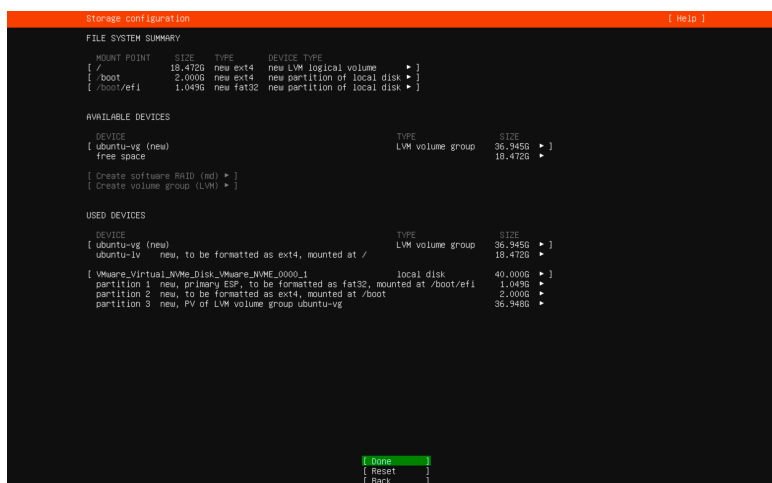 Storage configuration [ Help ]
FILE SYSTEM SUMMARY
MOUNT POINT SIZE TYPE DEVICE TYPE
[ / 18.472G new ext4 new LVM logical volume ▸ ]
[ /boot 2.000G new ext4 new partition of local disk ▸ ]
[ /boot/efi 1.049G new fat32 new partition of local disk ▸ ]
AVAILABLE DEVICES
DEVICE TYPE SIZE
[ ubuntu-vg (new) LVM volume group 36.945G ▸ ]
free space 18.472G ▸
[ Create software RAID (md) ▸ ]
[ Create volume group (LVM) ▸ ]
USED DEVICES
DEVICE TYPE SIZE
[ ubuntu-vg (new) LVM volume group 36.945G ▸ ]
ubuntu-lv new, to be formatted as ext4, mounted at / 18.472G ▸
[ VMware_Virtual_NVMe_Disk_VMware_NVME_0000_1 local disk 40.000G ▸ ]
partition 1 new, primary ESP, to be formatted as fat32, mounted at /boot/efi 1.049G ▸
partition 2 new, to be formatted as ext4, mounted at /boot 2.000G ▸
partition 3 new, PV of LVM volume group ubuntu-vg 36.948G ▸
[ Done ]
[ Reset ]
[ Back ]